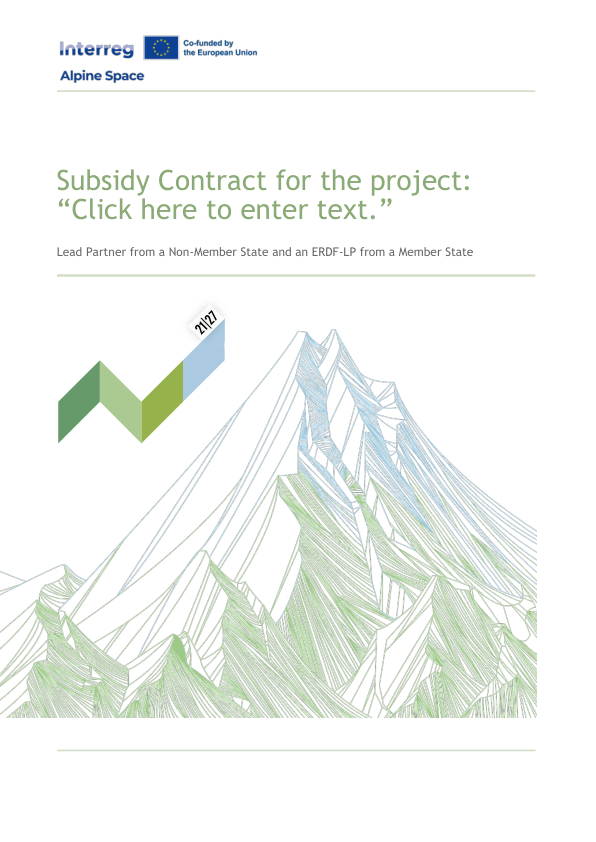 Interreg
Co-funded by
the European Union
Alpine Space
Subsidy Contract for the project:
“Click here to enter text.”
Lead Partner from a Non-Member State and an ERDF-LP from a Member State
21|27